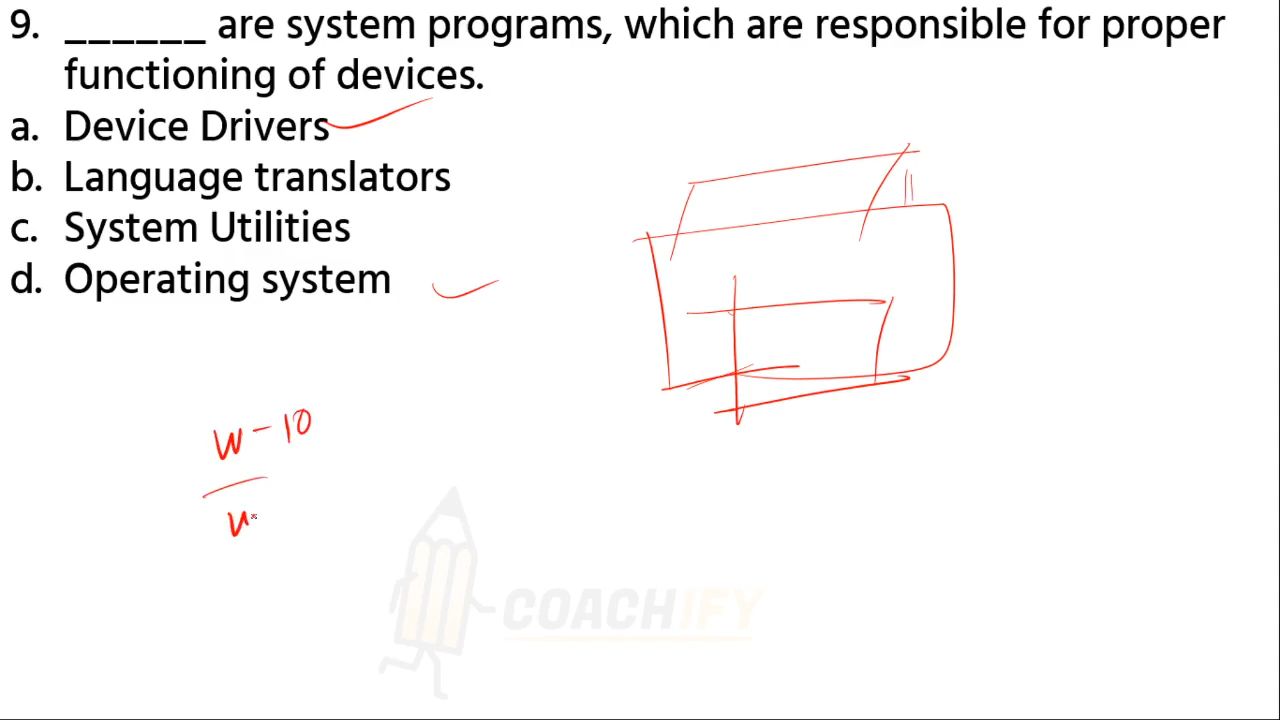 9. ______ are system programs, which are responsible for proper
functioning of devices.
a. Device Drivers
b. Language translators
c. System Utilities
d. Operating system
W-10
W
COACHIFY